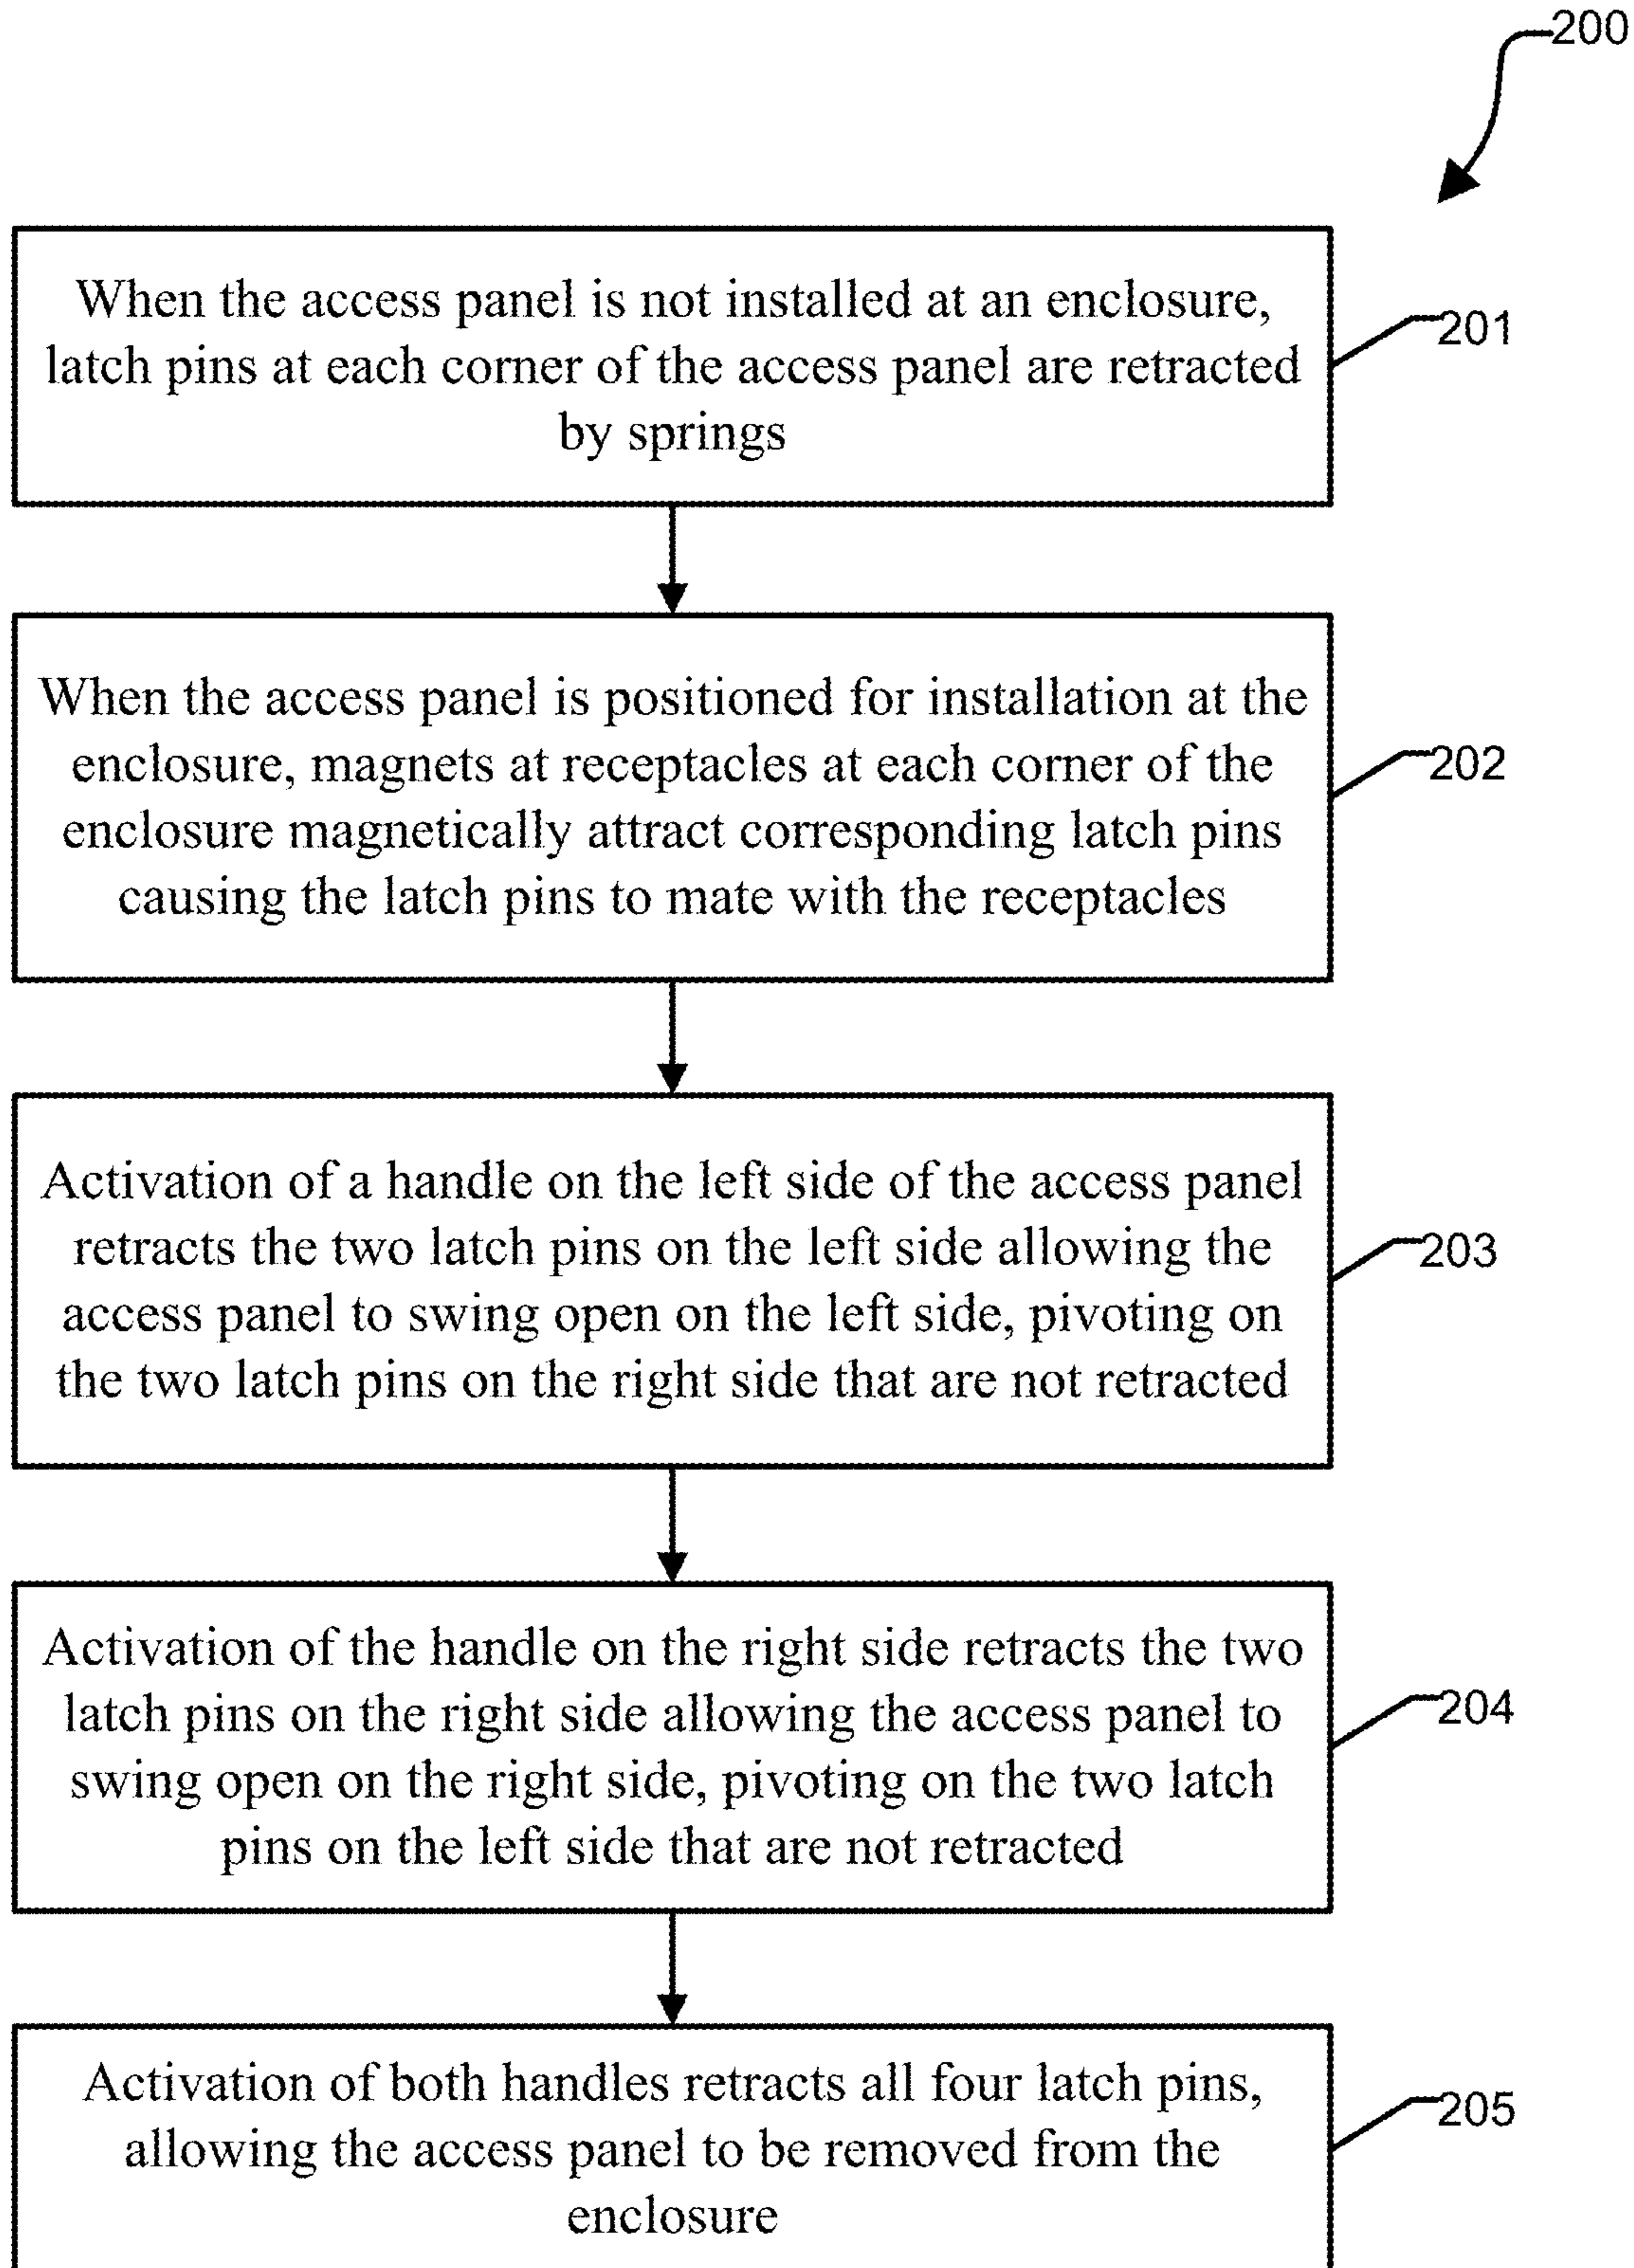 200
When the access panel is not installed at an enclosure,
latch pins at each corner of the access panel are retracted
by springs
201
When the access panel is positioned for installation at the
enclosure, magnets at receptacles at each corner of the
enclosure magnetically attract corresponding latch pins
causing the latch pins to mate with the receptacles
202
Activation of a handle on the left side of the access panel
retracts the two latch pins on the left side allowing the
access panel to swing open on the left side, pivoting on
the two latch pins on the right side that are not retracted
203
Activation of the handle on the right side retracts the two
latch pins on the right side allowing the access panel to
swing open on the right side, pivoting on the two latch
pins on the left side that are not retracted
204
Activation of both handles retracts all four latch pins,
allowing the access panel to be removed from the
enclosure
205